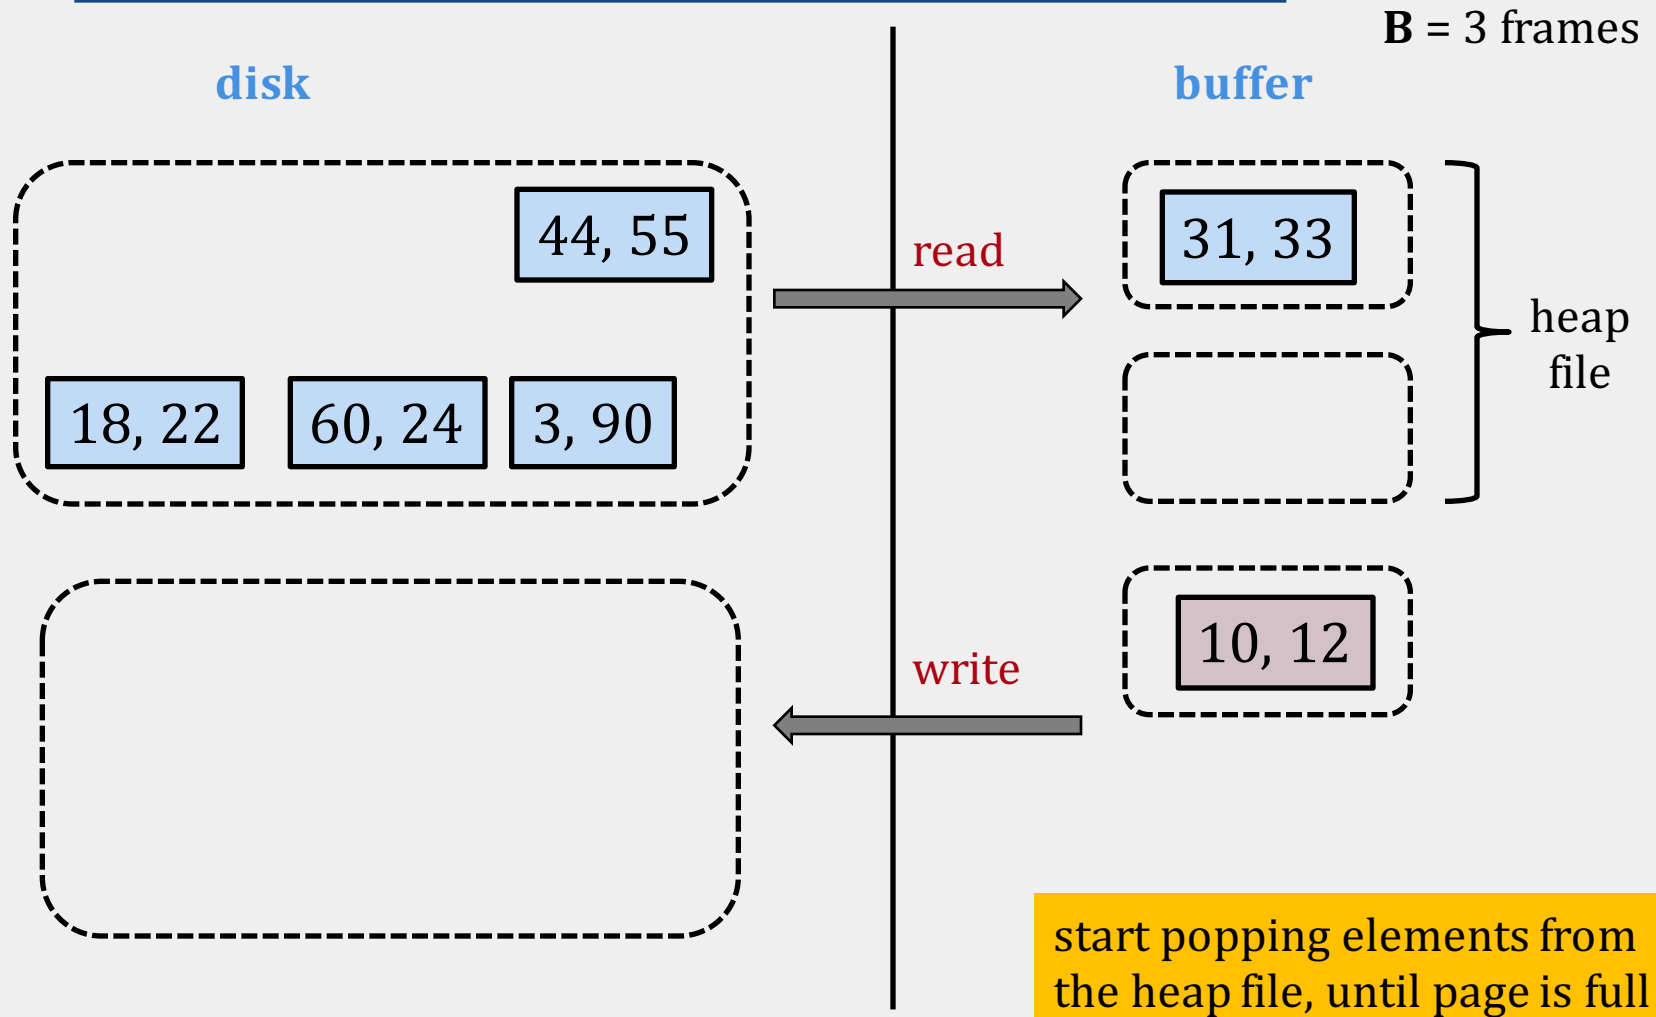 B = 3 frames
disk
buffer
44, 55
read
31, 33
heap
file
18, 22
60, 24
3, 90
10, 12
write
start popping elements from
the heap file, until page is full